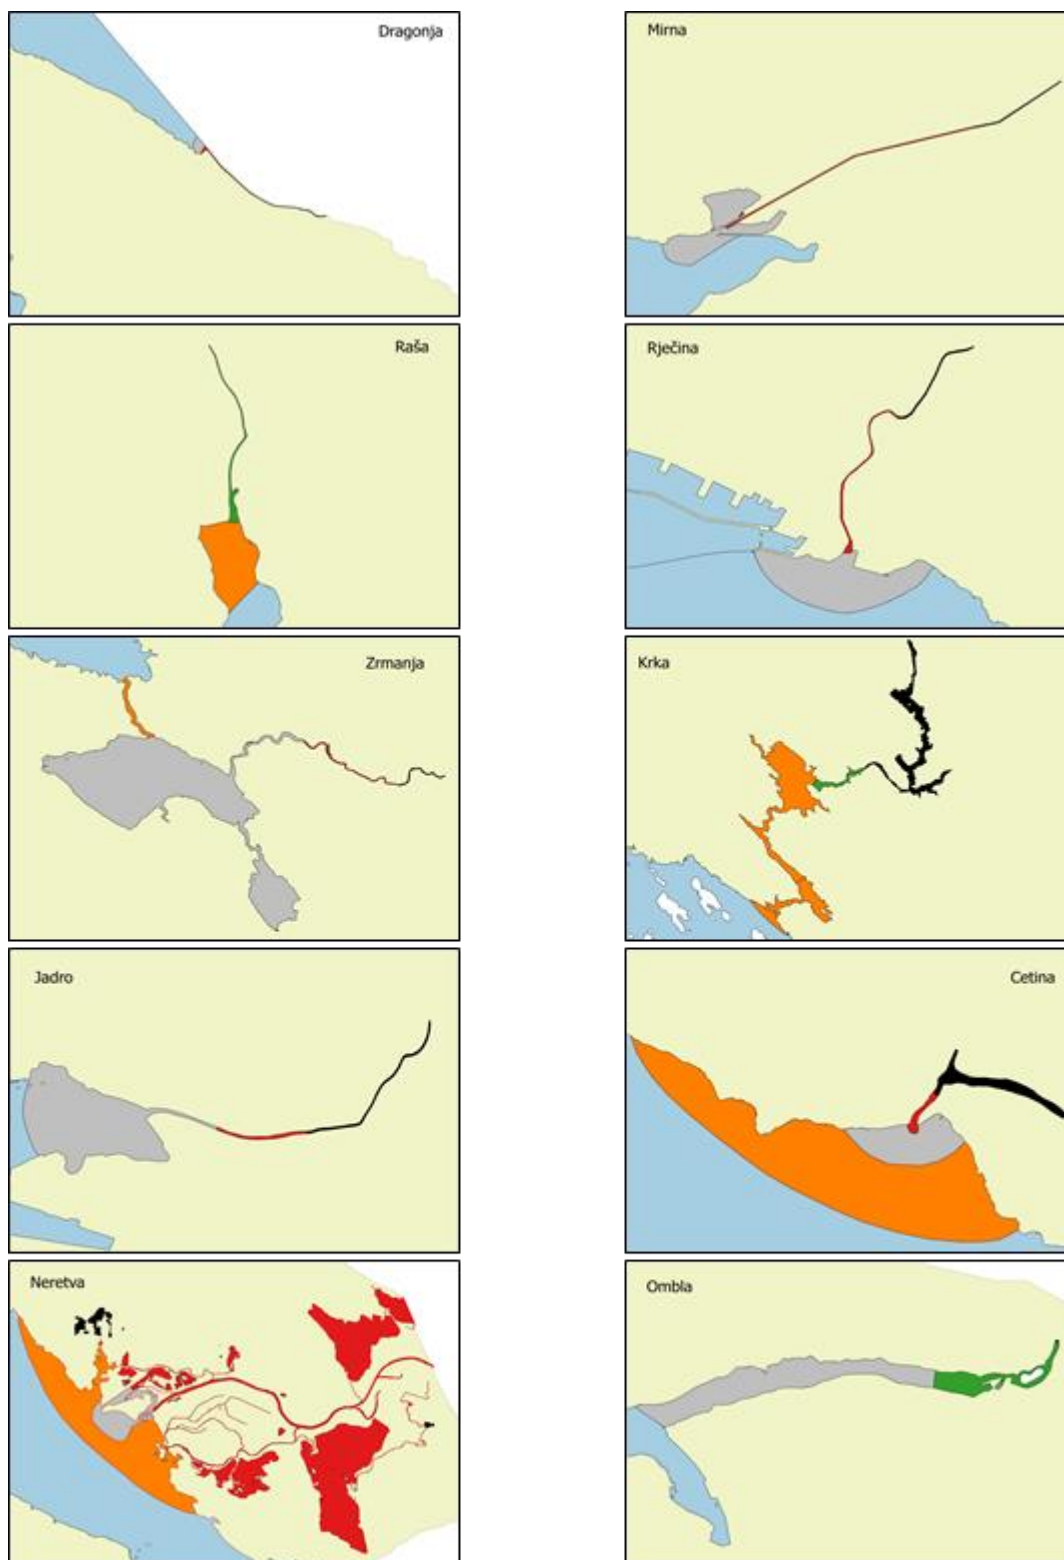 Dragonja
Mirna
Raša
Rječina
Zrmanja
Krka
Jadro
Cetina
Neretva
Ombla